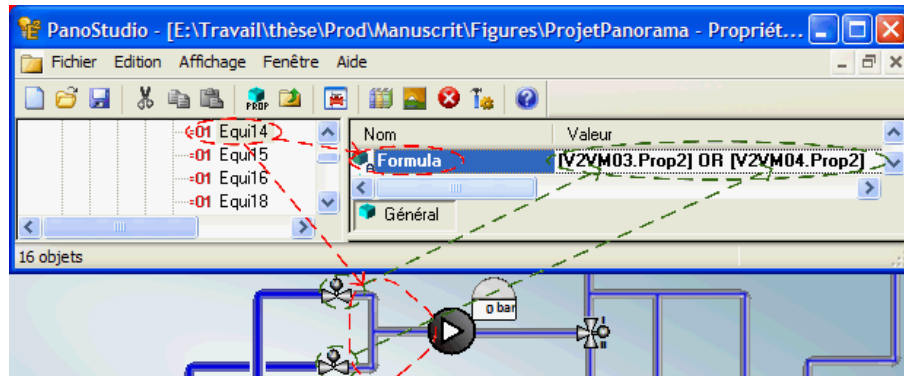 PanoStudio - [E:\Travail\thèse\Prod\Manuscrit\Figures\ProjetPanorama - Propriét...
Fichier Edition Affichage Fenêtre Aide
PROP
01 Equi14
=01 Equi15
=01 Equi16
=01 Equi18
Nom Valeur
Formula [V2VM03.Prop2] OR [V2VM04.Prop2]
Général
16 objets
0 bar
I
II